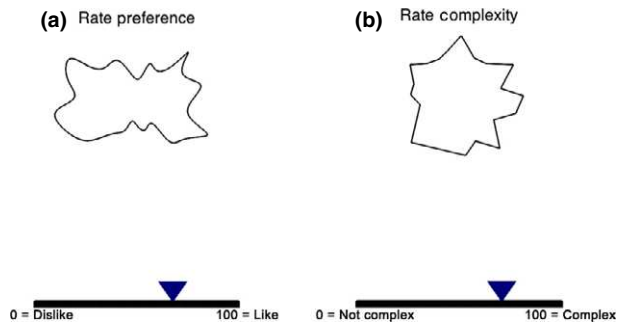 (a) Rate preference
0 = Dislike 100 = Like
(b) Rate complexity
0 = Not complex 100 = Complex